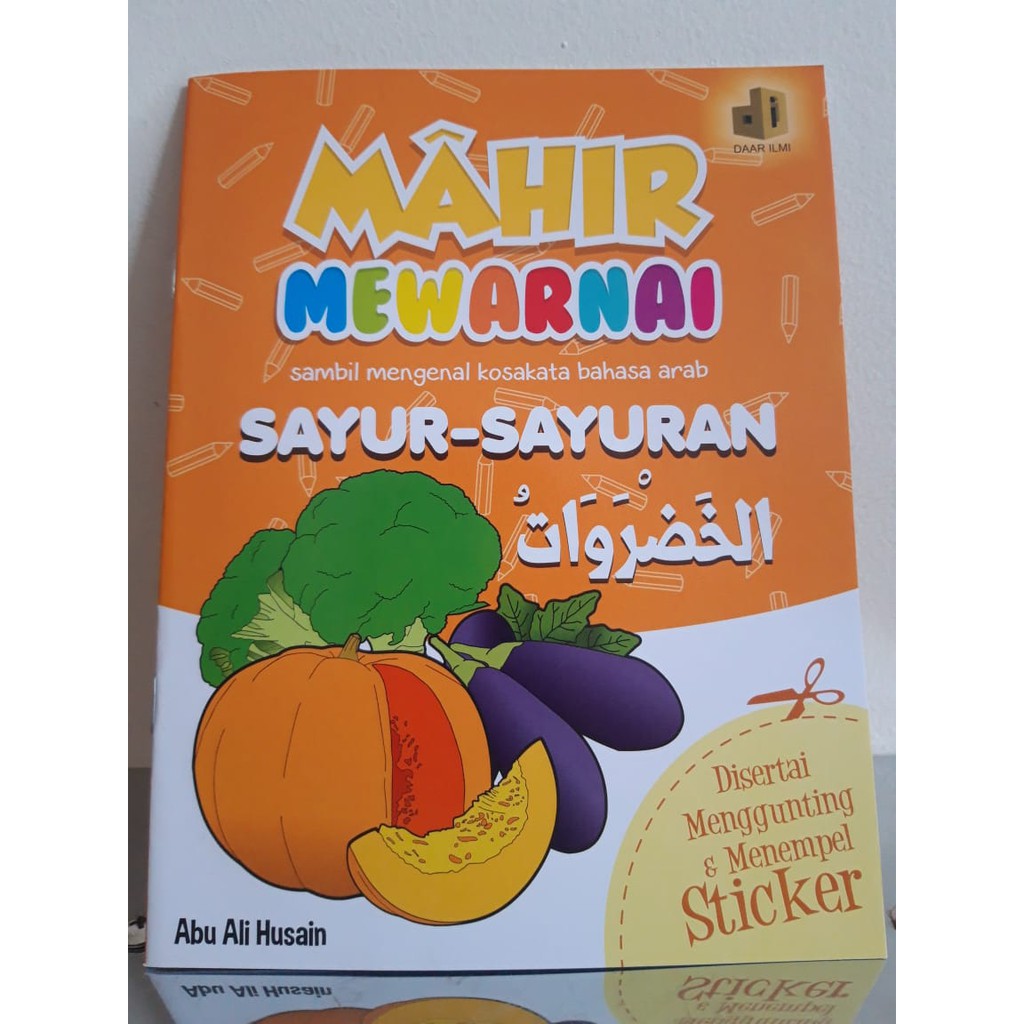 DAAR ILMI
MÂHIR
MEWARNAI
sambil mengenal kosakata bahasa arab
SAYUR-SAYURAN
الخَضْرَوَاتُ
Disertai
Menggunting
& Menempel
Sticker
Abu Ali Husain